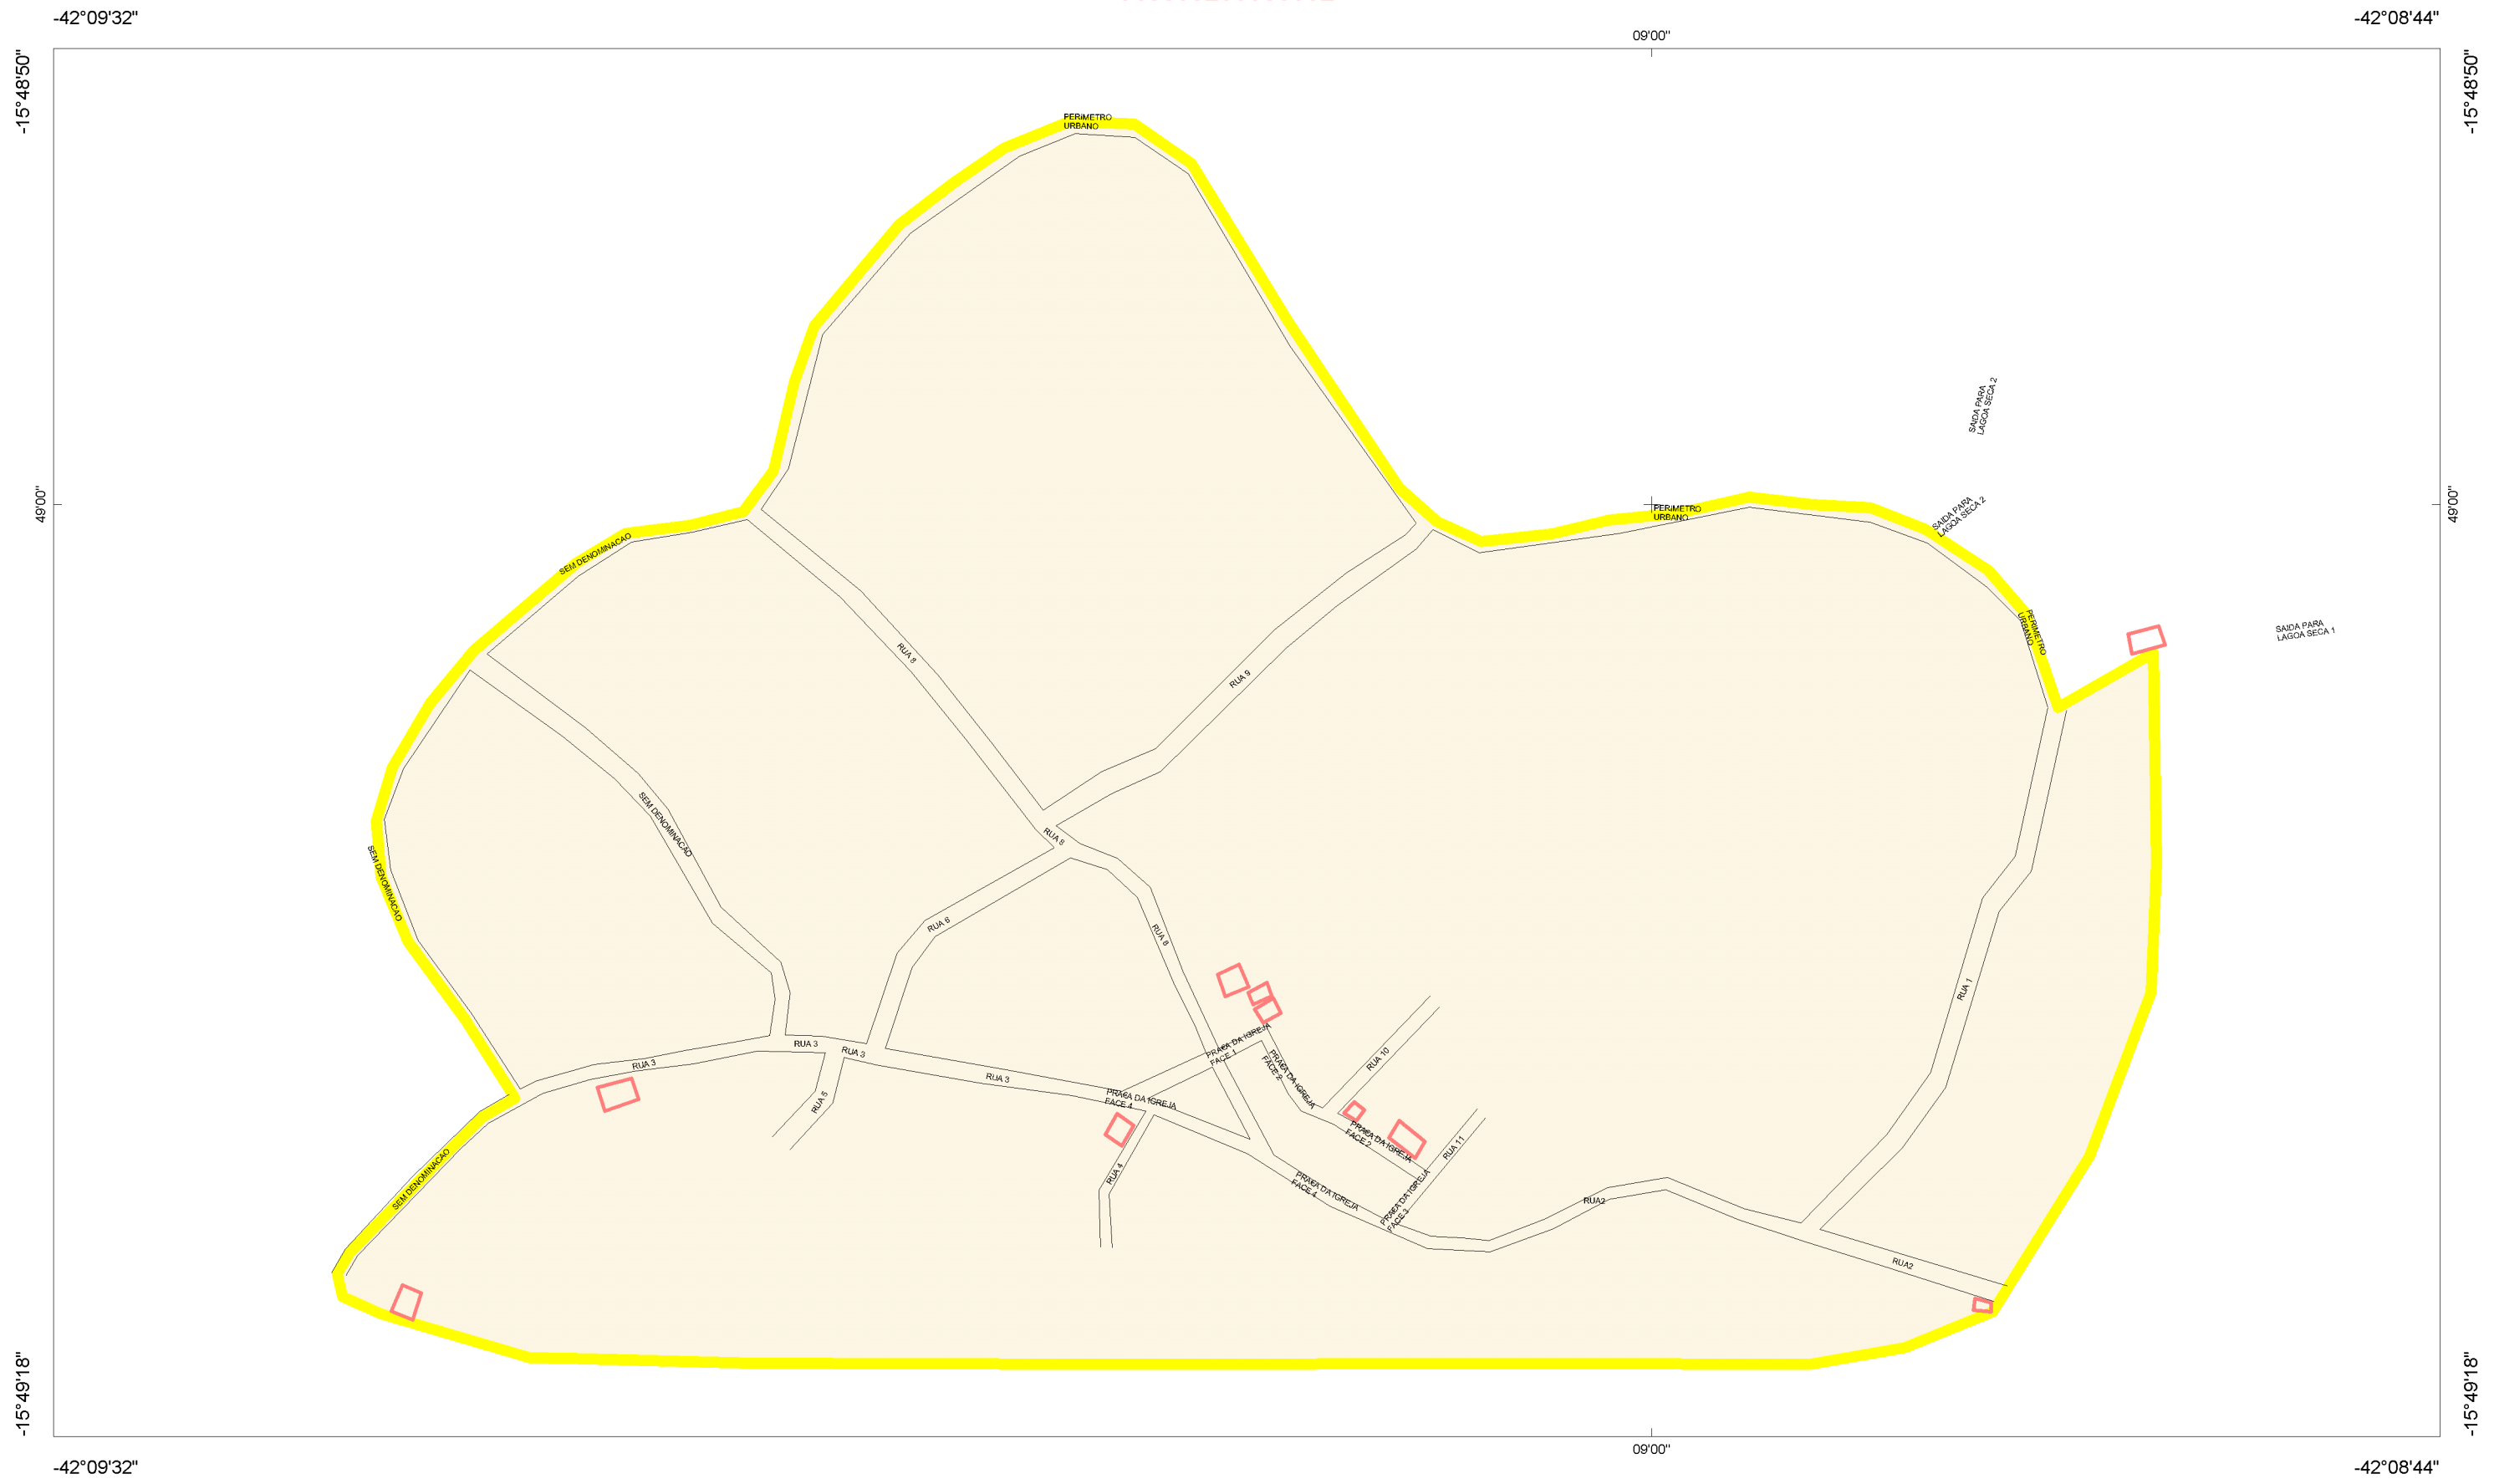 -42°09'32"
-42°08'44"
09'00"
-15°48'50"
-15°48'50"
PERIMETRO
URBANO
SAIDA PARA
LAGOA SECA 2
49'00"
49'00"
PERIMETRO
URBANO
SAIDA PARA
LAGOA SECA 2
SEM DENOMINACAO
PERIMETRO
URBANO
SAIDA PARA
LAGOA SECA 1
RUA 8
RUA 9
SEM DENOMINACAO
RUA 8
SEM DENOMINACAO
RUA 6
RUA 8
RUA 1
PRACA DA IGREJA
FACE 1
RUA 3
RUA 3
RUA 3
RUA 3
PRACA DA IGREJA
FACE 2
RUA 10
RUA 5
PRACA DA IGREJA
FACE 4
PRACA DA IGREJA
FACE 2
RUA 11
RUA 4
SEM DENOMINACAO
PRACA DA IGREJA
FACE 4
PRACA DA IGREJA
FACE 3
RUA2
RUA2
-15°49'18"
-15°49'18"
09'00"
-42°09'32"
-42°08'44"